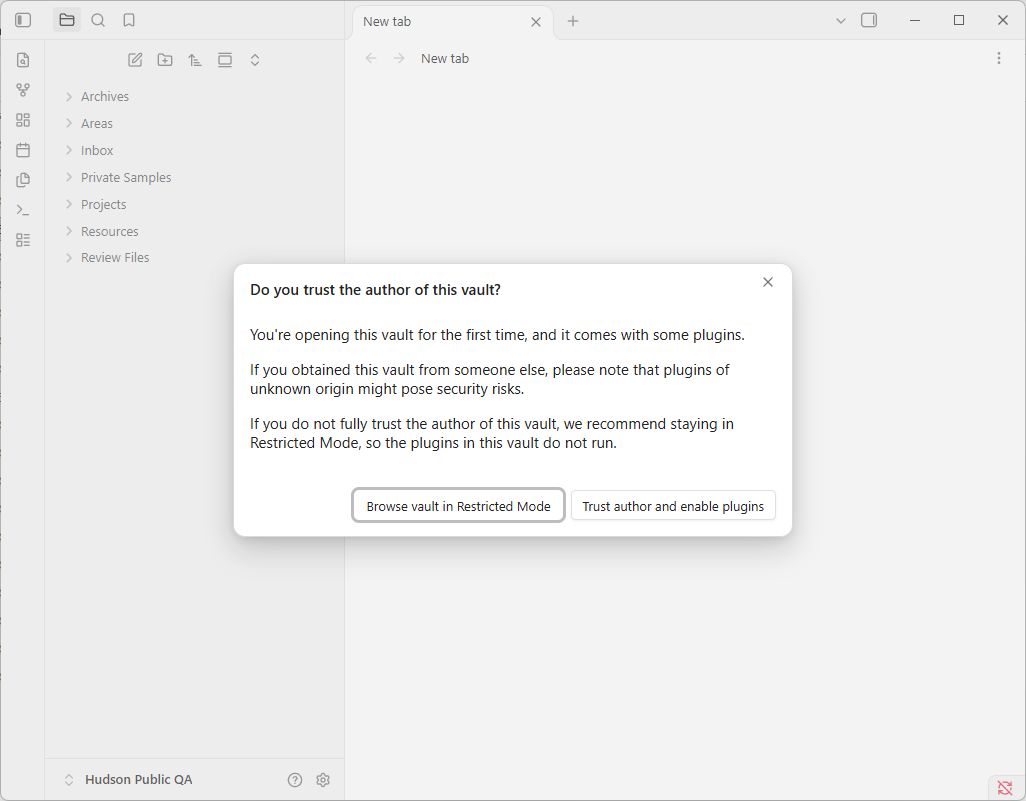 New tab
New tab
Archives
Areas
Inbox
Private Samples
Projects
Resources
Review Files
Do you trust the author of this vault?
You're opening this vault for the first time, and it comes with some plugins.
If you obtained this vault from someone else, please note that plugins of
unknown origin might pose security risks.
If you do not fully trust the author of this vault, we recommend staying in
Restricted Mode, so the plugins in this vault do not run.
Browse vault in Restricted Mode
Trust author and enable plugins
Hudson Public QA